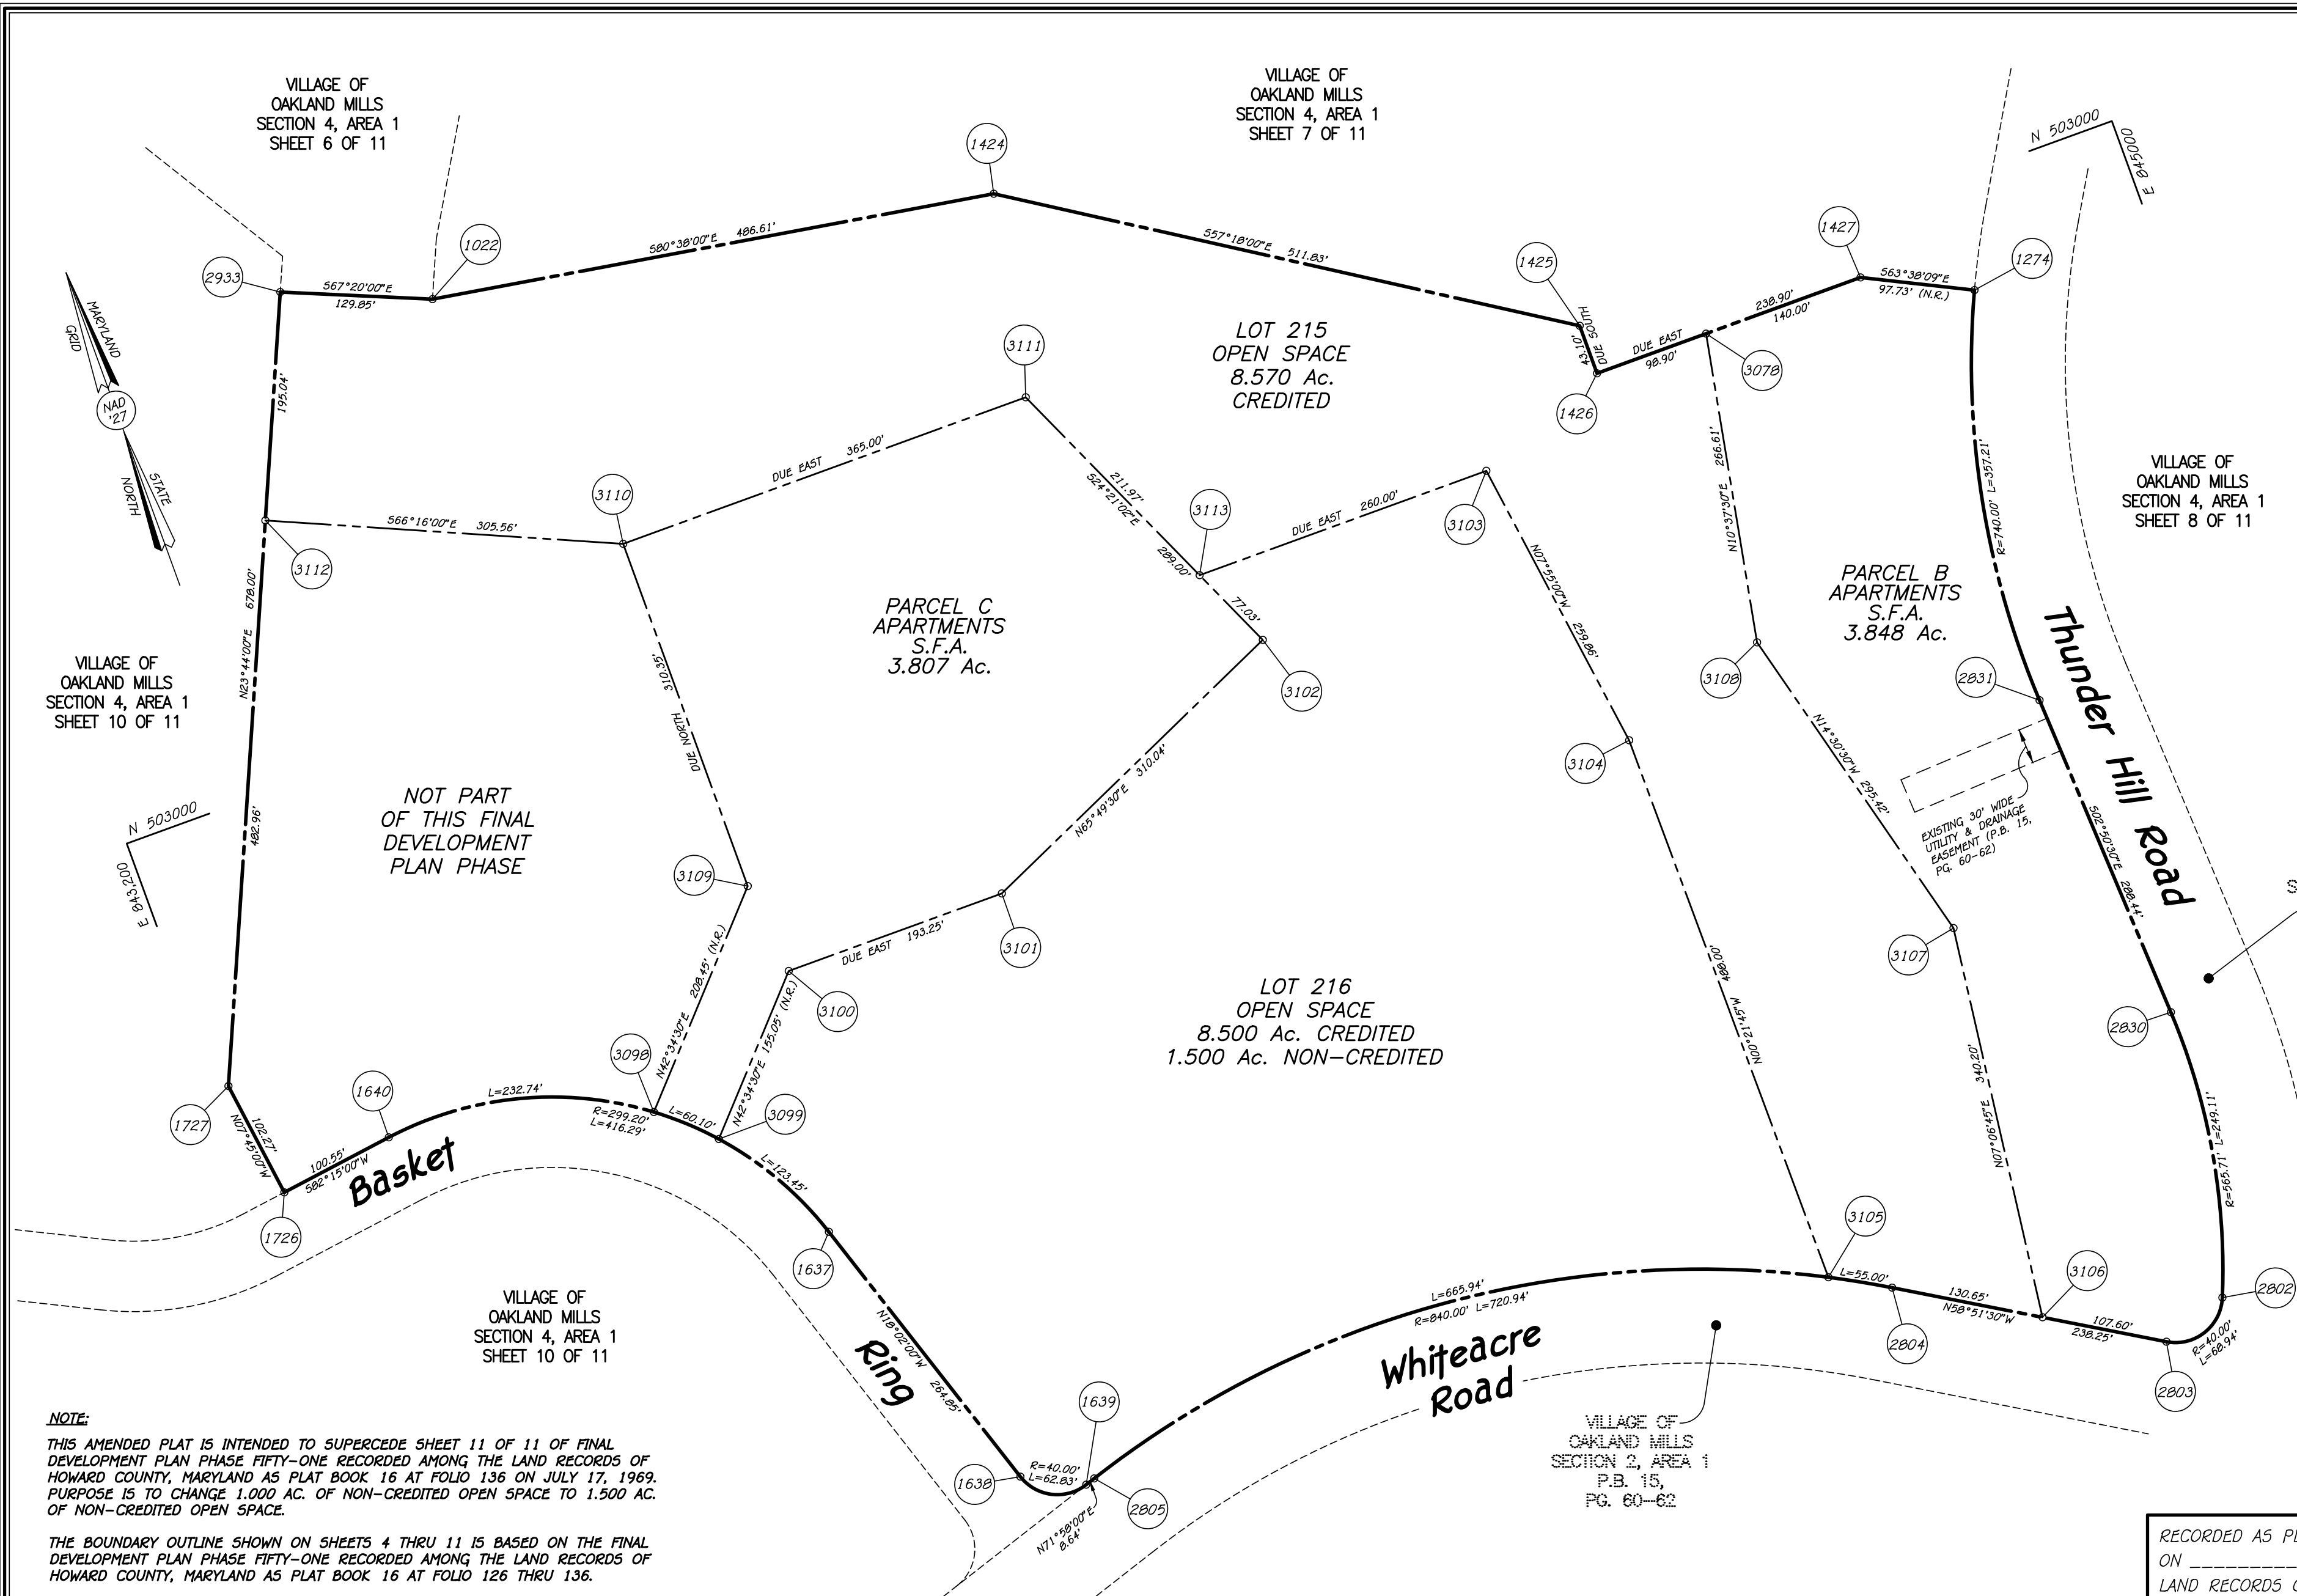 VILLAGE OF
OAKLAND MILLS
SECTION 4, AREA 1
SHEET 6 OF 11
VILLAGE OF
OAKLAND MILLS
SECTION 4, AREA 1
SHEET 7 OF 11
N 503000
E 845000
1424
1427
1274
1022
2933
1425
S80°38'00"E 486.61'
S57°18'00"E 511.83'
S67°20'00"E
129.85'
S63°38'09"E
97.73' (N.R.)
238.90'
140.00'
DUE SOUTH
43.10'
DUE EAST
98.90'
3078
1426
MARYLAND
GRID
NAD
'27
STATE
NORTH
195.04'
3111
LOT 215
OPEN SPACE
8.570 Ac.
CREDITED
DUE EAST 365.00'
211.97'
S24°21'02"E
289.00'
77.03'
3113
DUE EAST 260.00'
3103
N10°37'30"E 266.61'
R=740.00' L=357.21'
VILLAGE OF
OAKLAND MILLS
SECTION 4, AREA 1
SHEET 8 OF 11
3110
S66°16'00"E 305.56'
3112
N07°55'00"W 259.86'
PARCEL B
APARTMENTS
S.F.A.
3.848 Ac.
PARCEL C
APARTMENTS
S.F.A.
3.807 Ac.
N23°44'00"E 678.00'
VILLAGE OF
OAKLAND MILLS
SECTION 4, AREA 1
SHEET 10 OF 11
DUE NORTH 310.35'
3102
3108
2831
Thunder Hill Road
3104
N14°30'30"W 295.42'
EXISTING 30' WIDE
UTILITY & DRAINAGE
EASEMENT (P.B. 15,
PG. 60-62)
S02°50'30"E 288.44'
N65°49'30"E 310.04'
NOT PART
OF THIS FINAL
DEVELOPMENT
PLAN PHASE
N 503000
E 843,200
482.96'
3109
3101
DUE EAST 193.25'
3100
3107
2830
LOT 216
OPEN SPACE
8.500 Ac. CREDITED
1.500 Ac. NON-CREDITED
N00°21'45"W 488.00'
N42°34'30"E 208.45' (N.R.)
N42°34'30"E 155.05' (N.R.)
3098
3099
1640
1727
L=232.74'
R=299.20'
L=416.29'
L=60.10'
L=123.45'
N07°06'45"E 340.20'
R=565.71' L=249.11'
102.27'
N07°45'00"W
100.55'
S82°15'00"W
Basket
1726
1637
3105
3106
2802
L=55.00'
130.65'
N58°51'30"W
107.60'
238.25'
2804
R=40.00'
L=68.94'
2803
L=665.94'
R=840.00' L=720.94'
VILLAGE OF
OAKLAND MILLS
SECTION 4, AREA 1
SHEET 10 OF 11
N18°02'00"W 264.85'
Ring
Whiteacre
Road
1639
R=40.00'
L=62.83'
1638
2805
N71°58'00"E
8.64'
VILLAGE OF
OAKLAND MILLS
SECTION 2, AREA 1
P.B. 15,
PG. 60-62
NOTE:
THIS AMENDED PLAT IS INTENDED TO SUPERCEDE SHEET 11 OF 11 OF FINAL
DEVELOPMENT PLAN PHASE FIFTY-ONE RECORDED AMONG THE LAND RECORDS OF
HOWARD COUNTY, MARYLAND AS PLAT BOOK 16 AT FOLIO 136 ON JULY 17, 1969.
PURPOSE IS TO CHANGE 1.000 AC. OF NON-CREDITED OPEN SPACE TO 1.500 AC.
OF NON-CREDITED OPEN SPACE.
THE BOUNDARY OUTLINE SHOWN ON SHEETS 4 THRU 11 IS BASED ON THE FINAL
DEVELOPMENT PLAN PHASE FIFTY-ONE RECORDED AMONG THE LAND RECORDS OF
HOWARD COUNTY, MARYLAND AS PLAT BOOK 16 AT FOLIO 126 THRU 136.
RECORDED AS
ON
LAND RECORDS